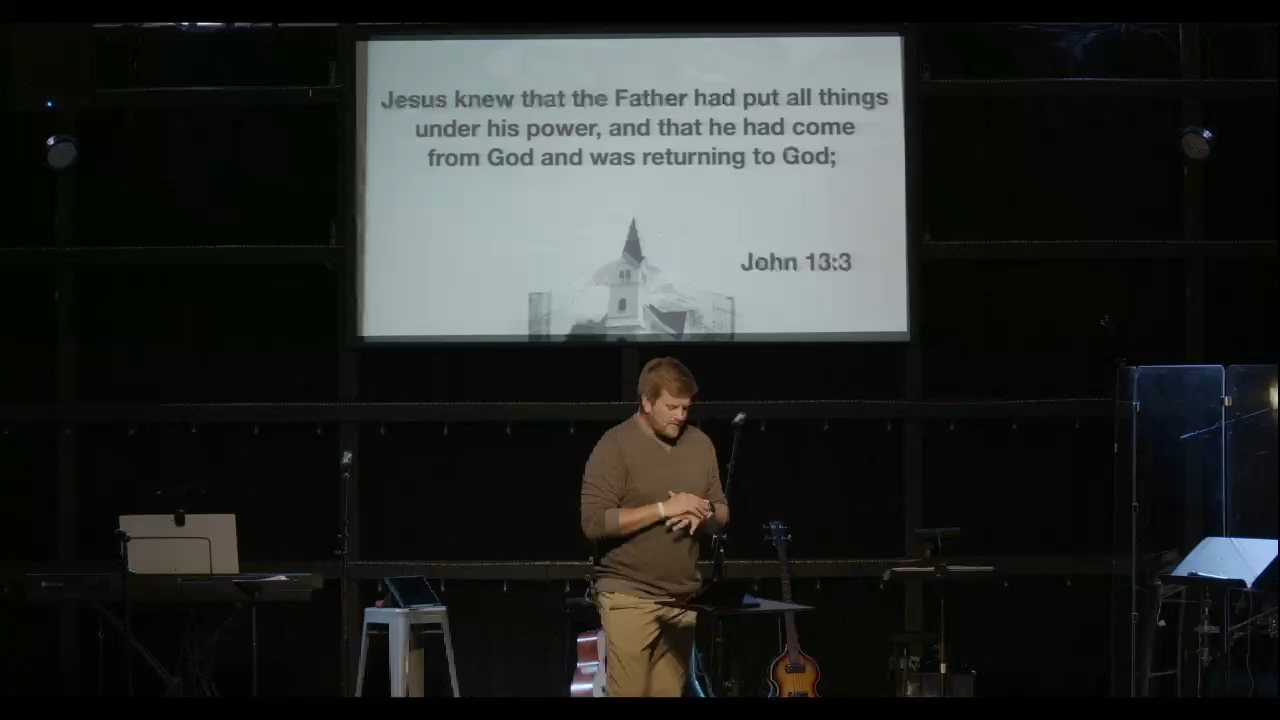 Jesus knew that the Father had put all things
under his power, and that he had come
from God and was returning to God;
John 13:3